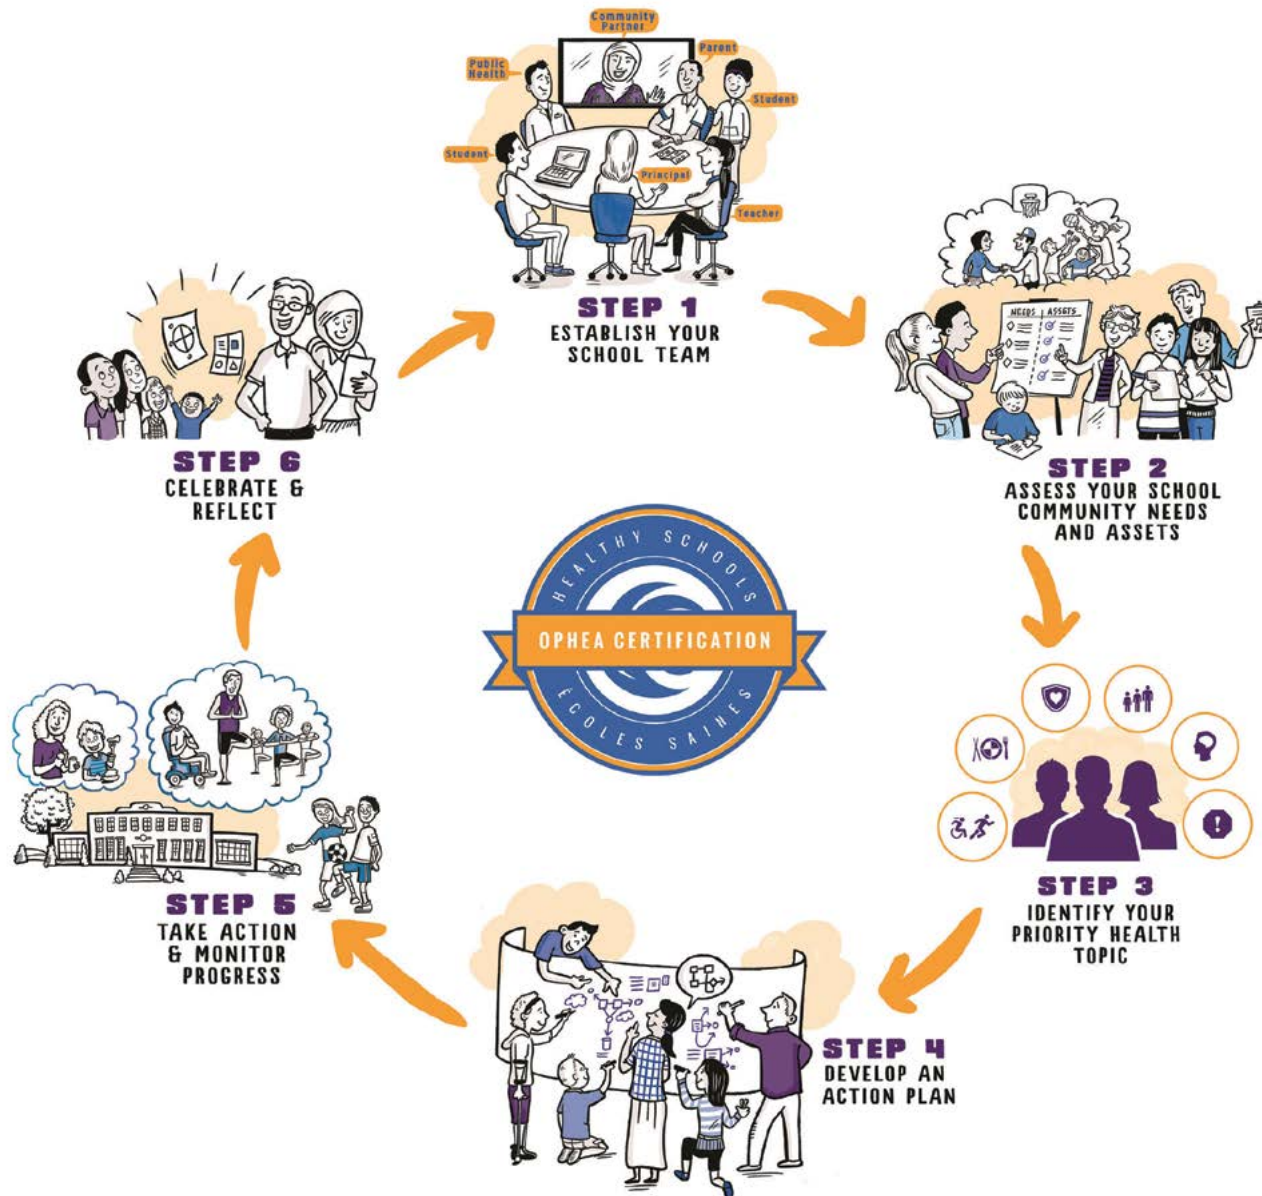 Community
Partner
Public
Health
Parent
Student
Student
Principal
Teacher
STEP 1
ESTABLISH YOUR
SCHOOL TEAM
NEEDS ASSETS
STEP 2
ASSESS YOUR SCHOOL
COMMUNITY NEEDS
AND ASSETS
STEP 3
IDENTIFY YOUR
PRIORITY HEALTH
TOPIC
STEP 4
DEVELOP AN
ACTION PLAN
STEP 5
TAKE ACTION
& MONITOR
PROGRESS
STEP 6
CELEBRATE &
REFLECT
HEALTHY SCHOOLS
OPHEA CERTIFICATION
ÉCOLES SAINES